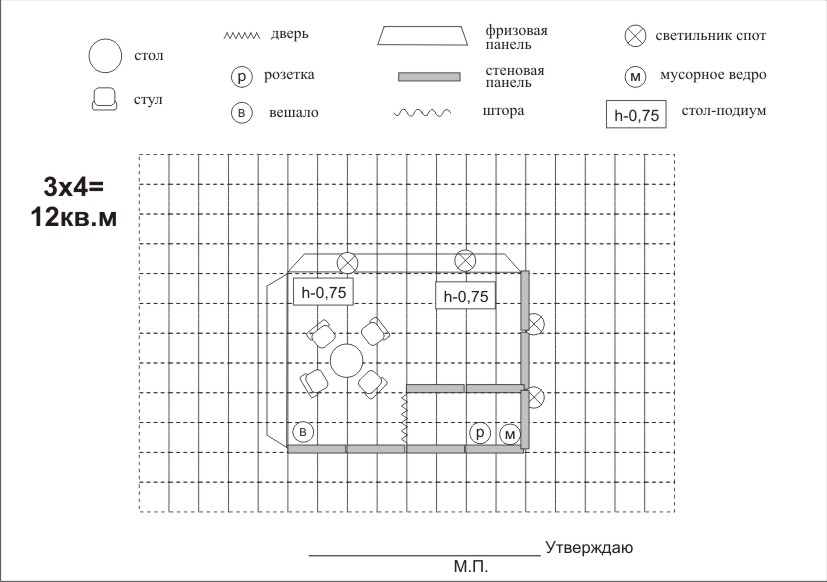 стол
стул
дверь
розетка
вешало
фризовая
панель
стеновая
панель
штора
светильник спот
мусорное ведро
стол-подиум
р
в
м
h-0,75
3х4=
12кв.м
h-0,75
h-0,75
в
р
м
Утверждаю
М.П.